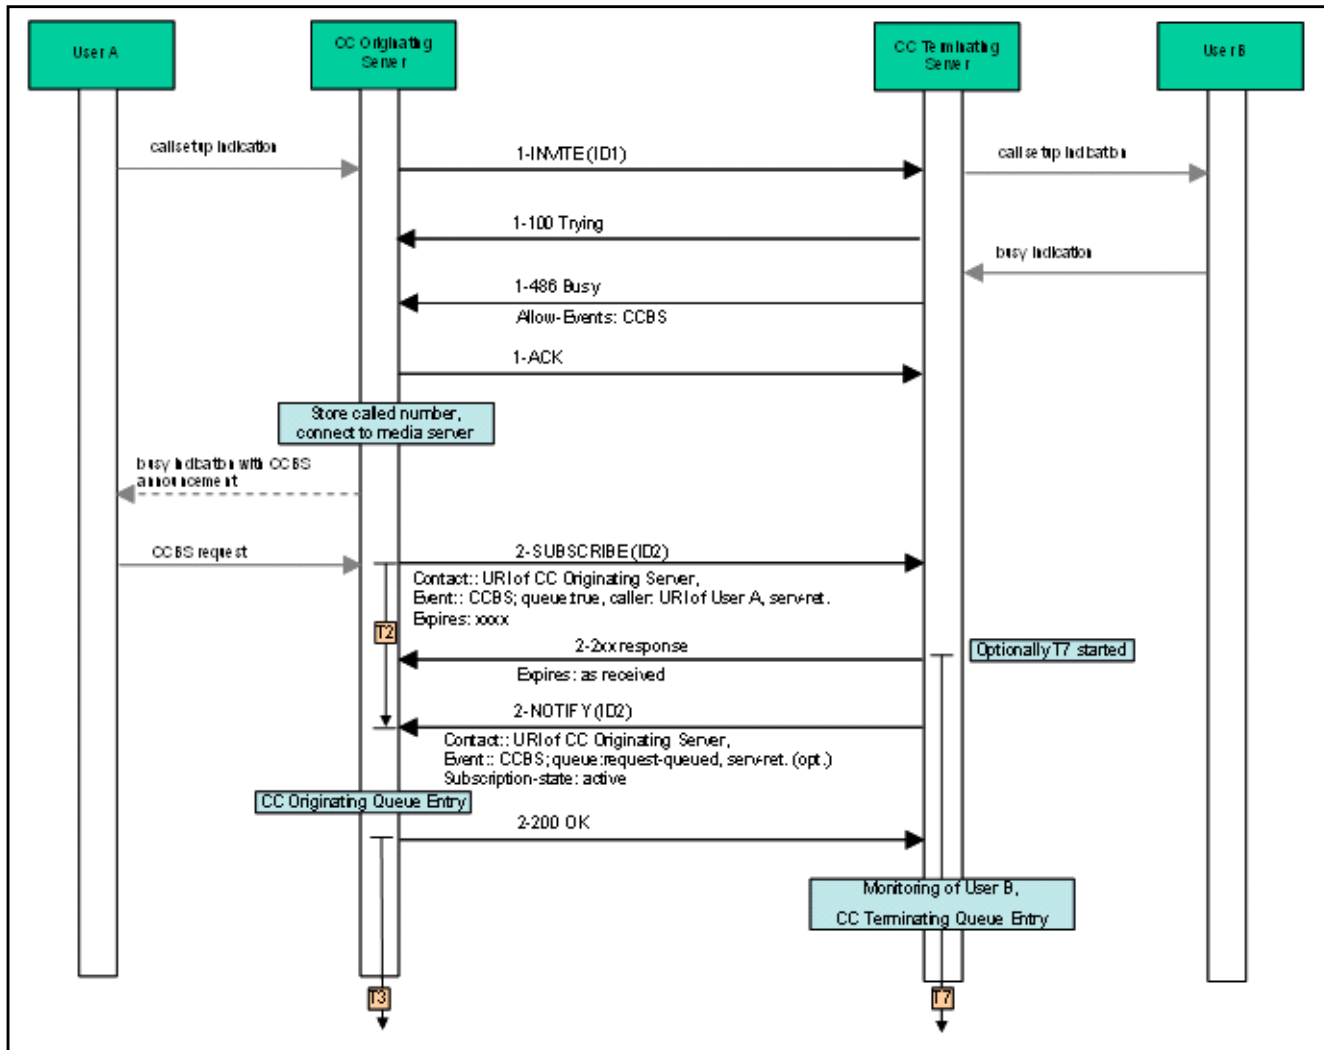 User A
CC Originating
Server
CC Terminating
Server
User B
call setup indication
1-INVITE (ID1)
call setup indication
1-100 Trying
busy indication
1-486 Busy
Allow-Events: CCBS
1-ACK
Store called number,
connect to media server
busy indication with CCBS
announcement
CCBS request
2-SUBSCRIBE (ID2)
Contact:: URI of CC Originating Server,
Event:: CCBS; queue:true, caller: URI of User A, serv-ret.
Expires: xxxx
T2
2-2xx response
Optionally T7 started
Expires: as received
2-NOTIFY (ID2)
Contact:: URI of CC Originating Server,
Event:: CCBS; queue:request-queued, serv-ret. (opt.)
Subscription-state: active
CC Originating Queue Entry
2-200 OK
Monitoring of User B,
CC Terminating Queue Entry
T3
T7